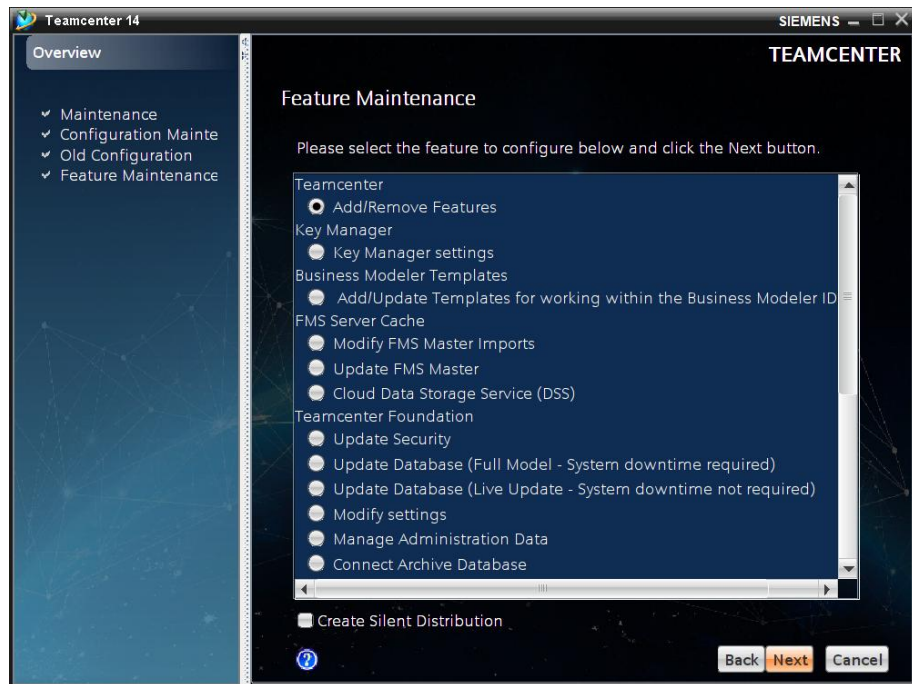 Teamcenter 14
SIEMENS
Overview
TEAMCENTER
Maintenance
Configuration Mainte
Old Configuration
Feature Maintenance
Feature Maintenance
Please select the feature to configure below and click the Next button.
Teamcenter
Add/Remove Features
Key Manager
Key Manager settings
Business Modeler Templates
Add/Update Templates for working within the Business Modeler ID
FMS Server Cache
Modify FMS Master Imports
Update FMS Master
Cloud Data Storage Service (DSS)
Teamcenter Foundation
Update Security
Update Database (Full Model - System downtime required)
Update Database (Live Update - System downtime not required)
Modify settings
Manage Administration Data
Connect Archive Database
Create Silent Distribution
?
Back Next Cancel